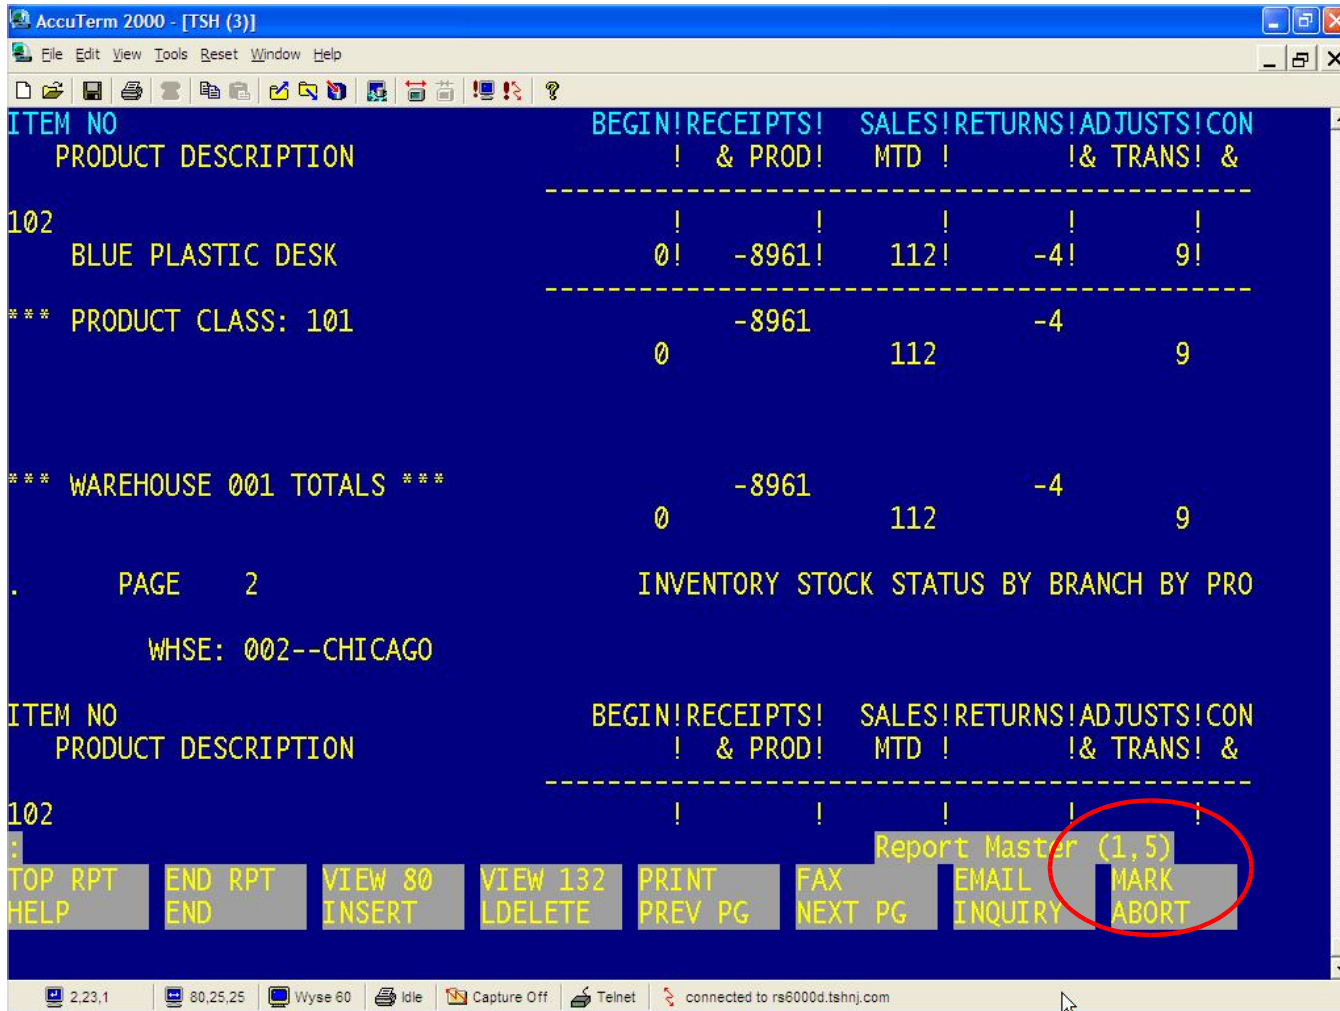 AccuTerm 2000 - [TSH (3)]
File Edit View Tools Reset Window Help
ITEM NO BEGIN!RECEIPTS! SALES!RETURNS!ADJUSTS!CON
PRODUCT DESCRIPTION ! & PROD! MTD ! !& TRANS! &
---------------------------------------------
102 ! ! ! ! !
BLUE PLASTIC DESK 0! -8961! 112! -4! 9!
---------------------------------------------
*** PRODUCT CLASS: 101 -8961 -4
0 112 9
*** WAREHOUSE 001 TOTALS *** -8961 -4
0 112 9
. PAGE 2 INVENTORY STOCK STATUS BY BRANCH BY PRO
WHSE: 002--CHICAGO
ITEM NO BEGIN!RECEIPTS! SALES!RETURNS!ADJUSTS!CON
PRODUCT DESCRIPTION ! & PROD! MTD ! !& TRANS! &
---------------------------------------------
102 ! ! ! ! !
: Report Master (1,5)
TOP RPT END RPT VIEW 80 VIEW 132 PRINT FAX EMAIL MARK
HELP END INSERT LDELETE PREV PG NEXT PG INQUIRY ABORT
2,23,1 80,25,25 Wyse 60 Idle Capture Off Telnet connected to rs6000d.tshnj.com